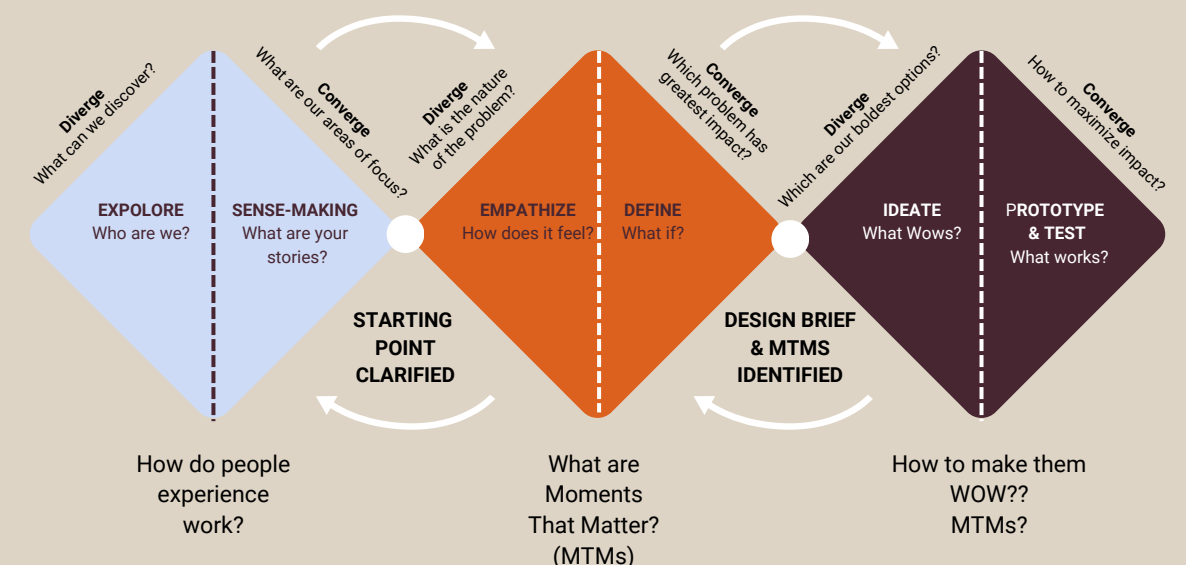 Diverge
What can we discover?
Converge
What are our areas of focus?
Diverge
What is the nature
of the problem?
Converge
Which problem has
greatest impact?
Diverge
Which are our boldest options?
Converge
How to maximize impact?
EXPOLORE
Who are we?
SENSE-MAKING
What are your
stories?
EMPATHIZE
How does it feel?
DEFINE
What if?
IDEATE
What Wows?
PROTOTYPE
& TEST
What works?
STARTING
POINT
CLARIFIED
DESIGN BRIEF
& MTMS
IDENTIFIED
How do people
experience
work?
What are
Moments
That Matter?
(MTMs)
How to make them
WOW??
MTMs?